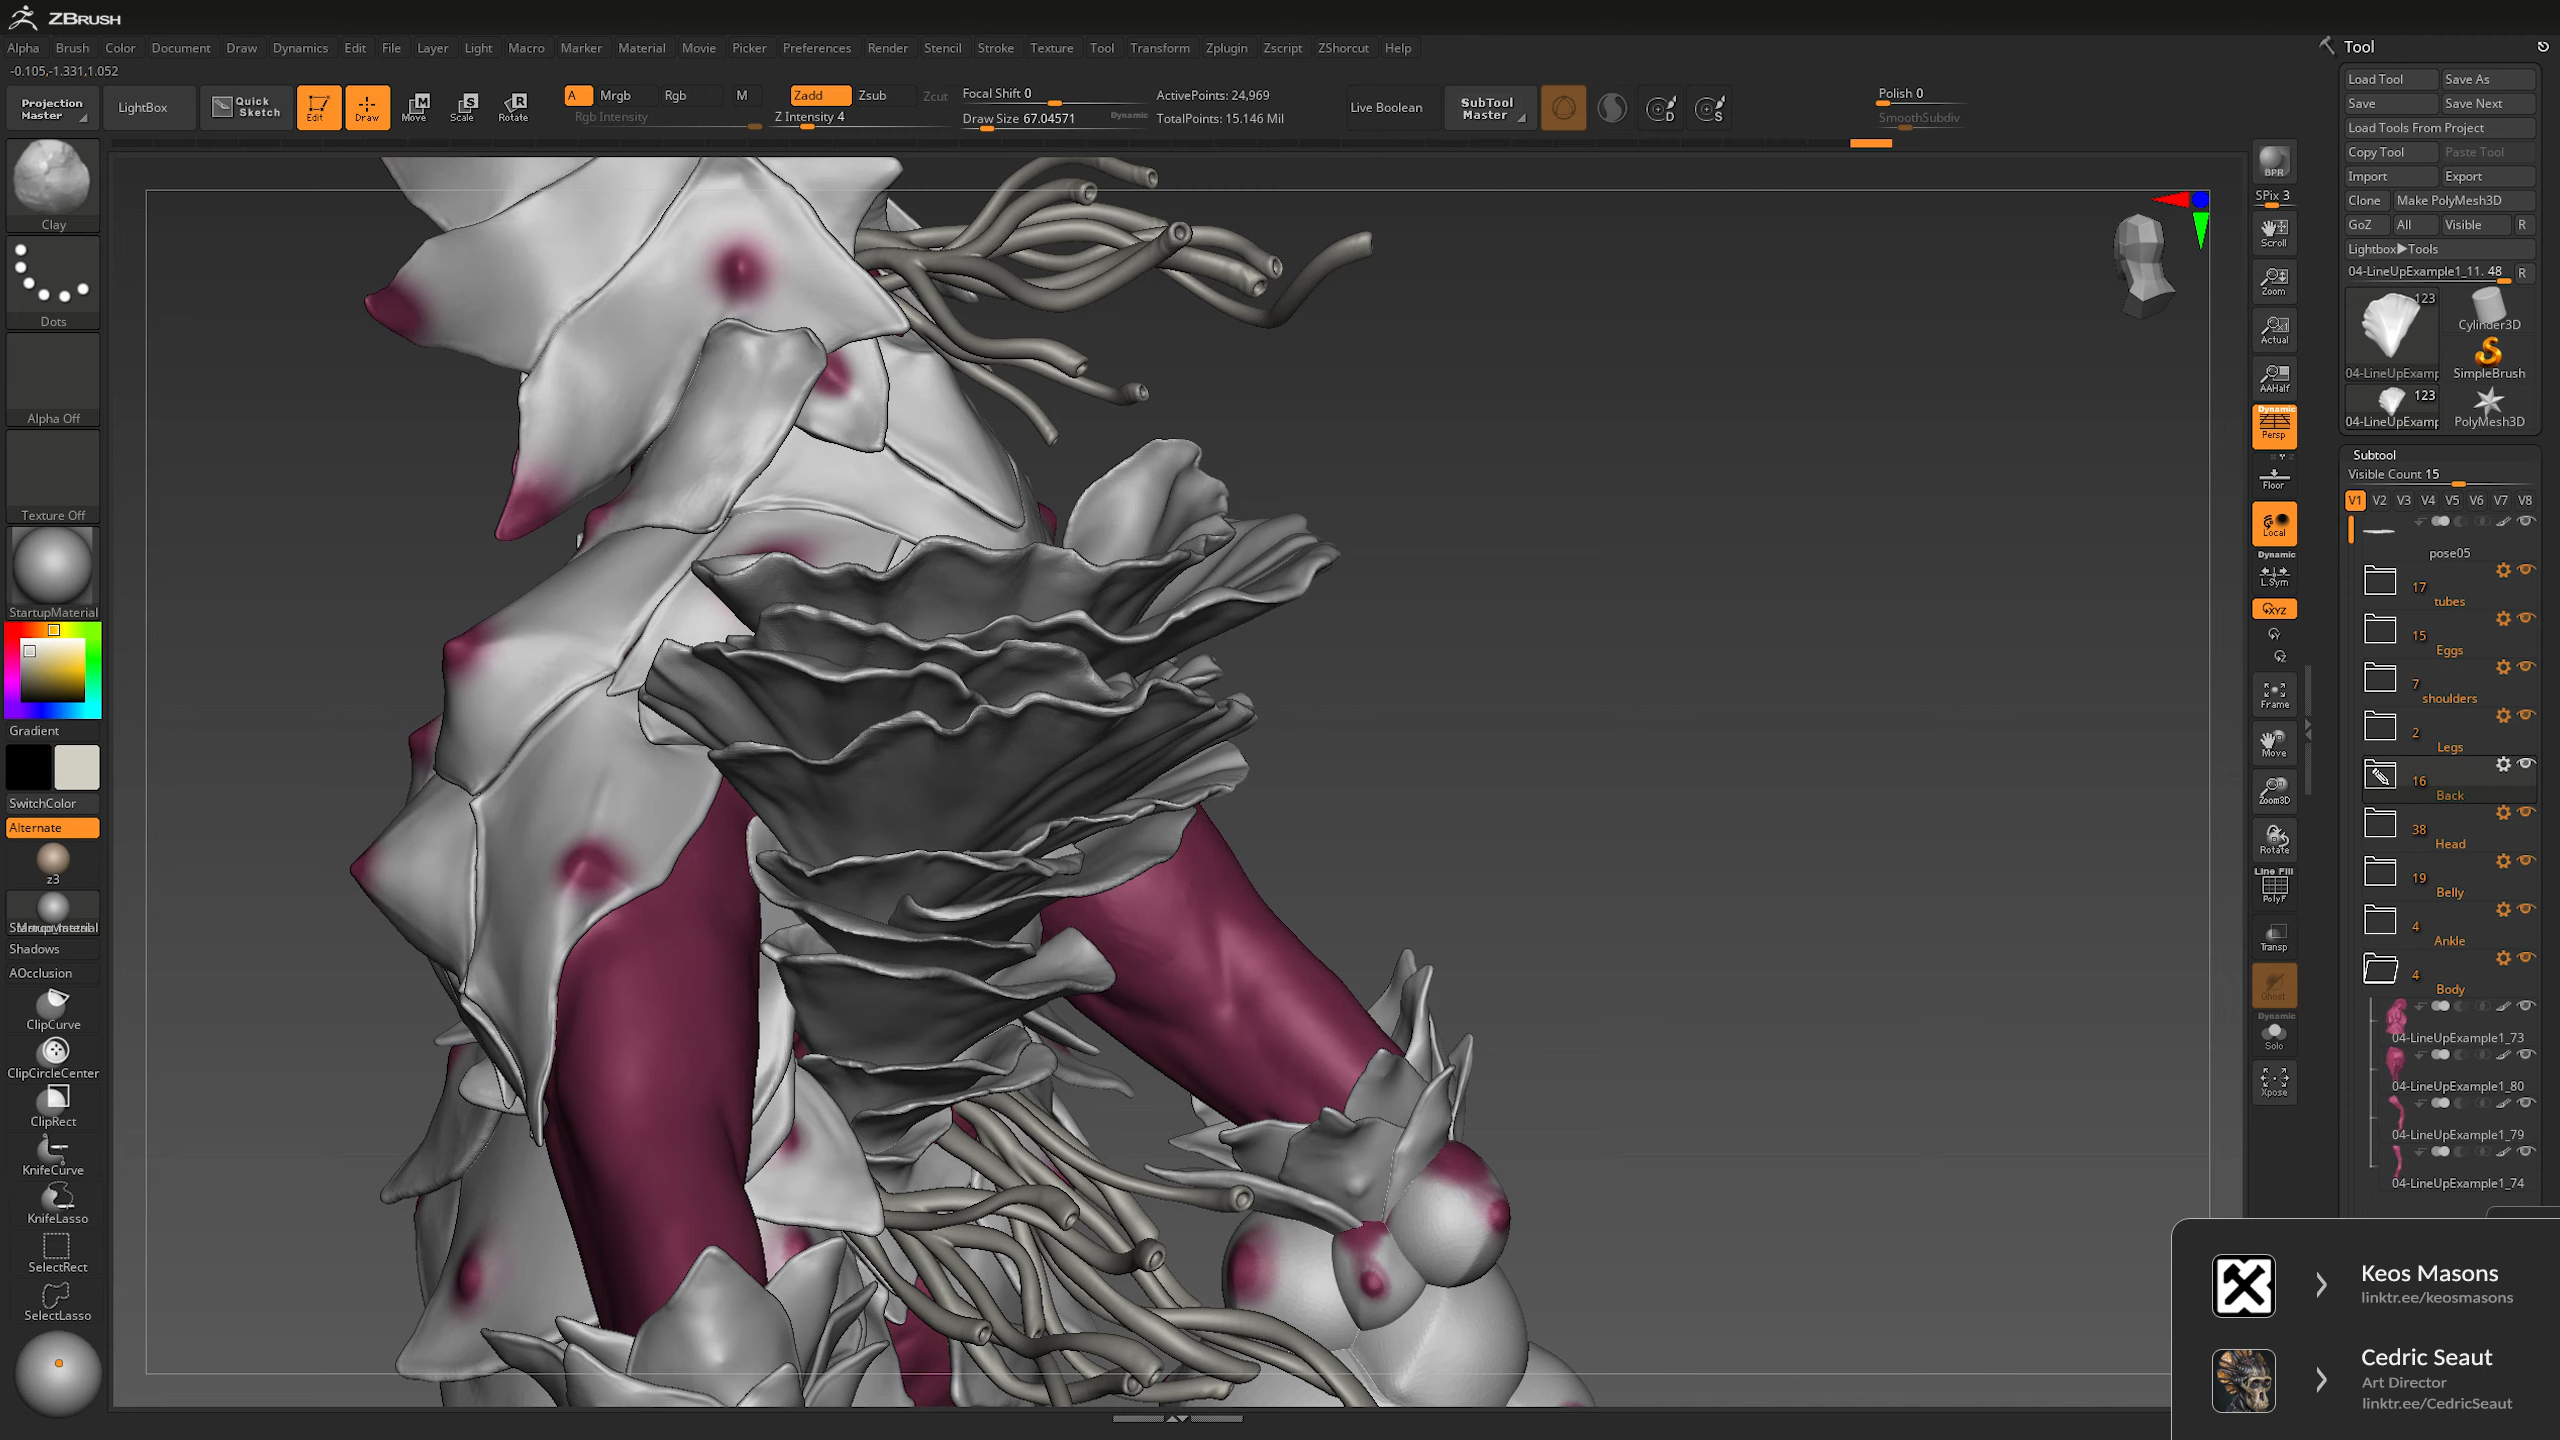 ZBRUSH
Alpha Brush Color Document Draw Dynamics Edit File Layer Light Macro Marker Material Movie Picker Preferences Render Stencil Stroke Texture Tool Transform Zplugin Zscript ZShorcut Help
-0.105,-1.331,1.052
Projection Master
LightBox
Quick Sketch
Edit
Draw
Move
Scale
Rotate
A Mrgb Rgb M
Rgb Intensity
Zadd Zsub Zcut
Z Intensity 4
Focal Shift 0
Draw Size 67.04571
Dynamic
ActivePoints: 24,969
TotalPoints: 15.146 Mil
Live Boolean
SubTool Master
Polish 0
SmoothSubdiv
Clay
Dots
Alpha Off
Texture Off
StartupMaterial
Gradient
SwitchColor
Alternate
z3
Shadows
AOcclusion
ClipCurve
ClipCircleCenter
ClipRect
KnifeCurve
KnifeLasso
SelectRect
SelectLasso
BPR
SPix 3
Scroll
Zoom
Actual
AAHalf
Dynamic
Persp
Floor
Local
Dynamic
L.Sym
XYZ
Y
Z
Frame
Move
Zoom3D
Rotate
Line Fill
PolyF
Transp
Ghost
Dynamic
Solo
Xpose
Tool
Load Tool Save As
Save Save Next
Load Tools From Project
Copy Tool Paste Tool
Import Export
Clone Make PolyMesh3D
GoZ All Visible R
Lightbox▶Tools
04-LineUpExample1_11. 48 R
123
Cylinder3D
04-LineUpExamp SimpleBrush
123
04-LineUpExamp PolyMesh3D
Subtool
Visible Count 15
V1 V2 V3 V4 V5 V6 V7 V8
pose05
17
tubes
15
Eggs
7
shoulders
2
Legs
16
Back
38
Head
19
Belly
4
Ankle
4
Body
04-LineUpExample1_73
04-LineUpExample1_80
04-LineUpExample1_79
04-LineUpExample1_74
Keos Masons
linktr.ee/keosmasons
Cedric Seaut
Art Director
linktr.ee/CedricSeaut